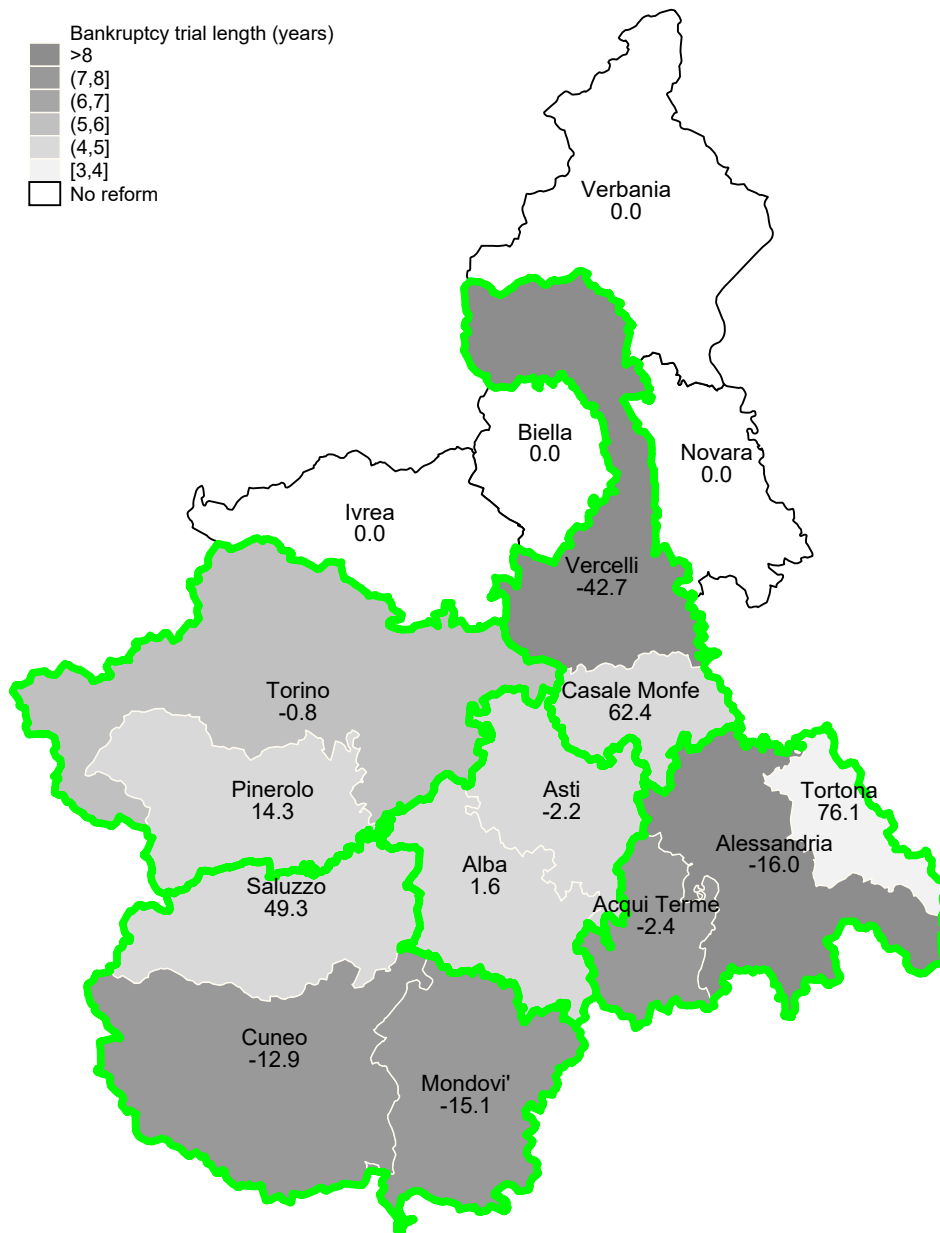 Bankruptcy trial length (years)
>8
(7,8]
(6,7]
(5,6]
(4,5]
[3,4]
No reform
Verbania
0.0
Biella
0.0
Novara
0.0
Ivrea
0.0
Vercelli
-42.7
Torino
-0.8
Casale Monfe
62.4
Pinerolo
14.3
Asti
-2.2
Tortona
76.1
Alessandria
-16.0
Alba
1.6
Saluzzo
49.3
Acqui Terme
-2.4
Cuneo
-12.9
Mondovi'
-15.1